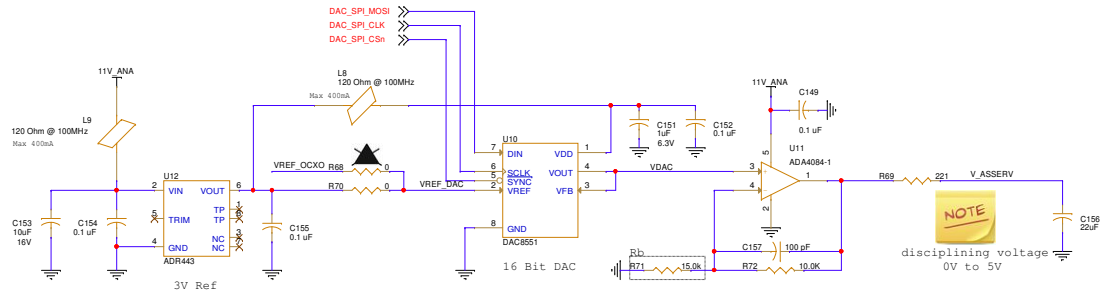 DAC_SPI_MOSI
DAC_SPI_CLK
DAC_SPI_CSn
11V_ANA
L9
120 Ohm @ 100MHz
Max 400mA
L8
120 Ohm @ 100MHz
Max 400mA
C153
10uF
16V
C154
0.1 uF
U12
2 VIN VOUT 6
5 TRIM TP 1
TP 8
NC 3
4 GND NC 7
ADR443
3V Ref
C155
0.1 uF
VREF_OCXO R68 0
R70 0 VREF_DAC
U10
7 DIN VDD 1
6 SCLK VOUT 4
5 SYNC
2 VREF VFB 3
8 GND
DAC8551
16 Bit DAC
C151
1uF
6.3V
C152
0.1 uF
VDAC
11V_ANA
C149
0.1 uF
U11
ADA4084-1
5
3
4
1
2
C157 100 pF
Rb
R71 15.0k
R72 10.0K
R69 221 V_ASSERV
NOTE
C156
22uF
disciplining voltage
0V to 5V